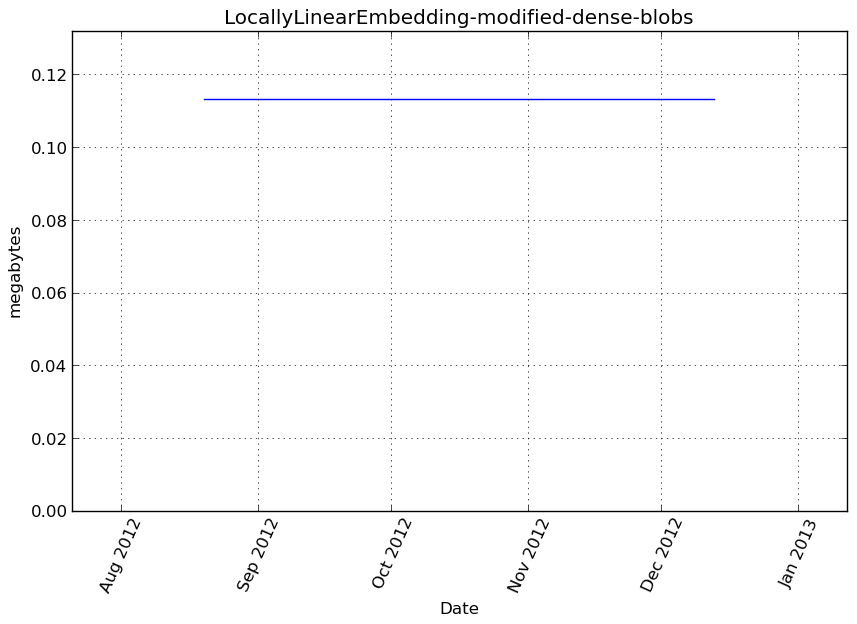 LocallyLinearEmbedding-modified-dense-blobs
0.12
0.10
0.08
0.06
0.04
0.02
0.00
megabytes
Aug 2012
Sep 2012
Oct 2012
Nov 2012
Dec 2012
Jan 2013
Date